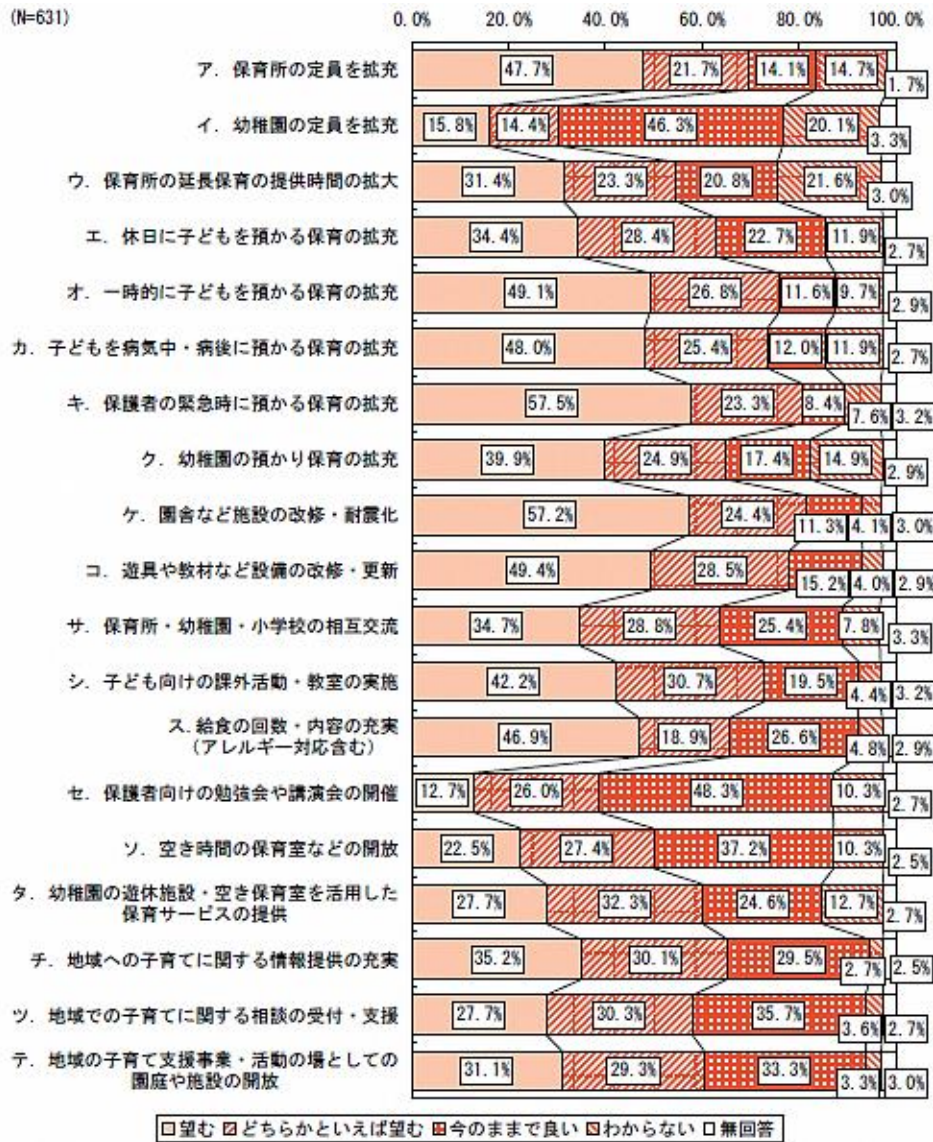 (N=631)
0.0% 20.0% 40.0% 60.0% 80.0% 100.0%
ア. 保育所の定員を拡充 47.7% 21.7% 14.1% 14.7% 1.7%
イ. 幼稚園の定員を拡充 15.8% 14.4% 46.3% 20.1% 3.3%
ウ. 保育所の延長保育の提供時間の拡大 31.4% 23.3% 20.8% 21.6% 3.0%
エ. 休日に子どもを預かる保育の拡充 34.4% 28.4% 22.7% 11.9% 2.7%
オ. 一時的に子どもを預かる保育の拡充 49.1% 26.8% 11.6% 9.7% 2.9%
カ. 子どもを病気中・病後に預かる保育の拡充 48.0% 25.4% 12.0% 11.9% 2.7%
キ. 保護者の緊急時に預かる保育の拡充 57.5% 23.3% 8.4% 7.6% 3.2%
ク. 幼稚園の預かり保育の拡充 39.9% 24.9% 17.4% 14.9% 2.9%
ケ. 園舎など施設の改修・耐震化 57.2% 24.4% 11.3% 4.1% 3.0%
コ. 遊具や教材など設備の改修・更新 49.4% 28.5% 15.2% 4.0% 2.9%
サ. 保育所・幼稚園・小学校の相互交流 34.7% 28.8% 25.4% 7.8% 3.3%
シ. 子ども向けの課外活動・教室の実施 42.2% 30.7% 19.5% 4.4% 3.2%
ス. 給食の回数・内容の充実
(アレルギー対応含む) 46.9% 18.9% 26.6% 4.8% 2.9%
セ. 保護者向けの勉強会や講演会の開催 12.7% 26.0% 48.3% 10.3% 2.7%
ソ. 空き時間の保育室などの開放 22.5% 27.4% 37.2% 10.3% 2.5%
タ. 幼稚園の遊休施設・空き保育室を活用した
保育サービスの提供 27.7% 32.3% 24.6% 12.7% 2.7%
チ. 地域への子育てに関する情報提供の充実 35.2% 30.1% 29.5% 2.7% 2.5%
ツ. 地域での子育てに関する相談の受付・支援 27.7% 30.3% 35.7% 3.6% 2.7%
テ. 地域の子育て支援事業・活動の場としての
園庭や施設の開放 31.1% 29.3% 33.3% 3.3% 3.0%
望む どちらかといえば望む 今のままで良い わからない 無回答